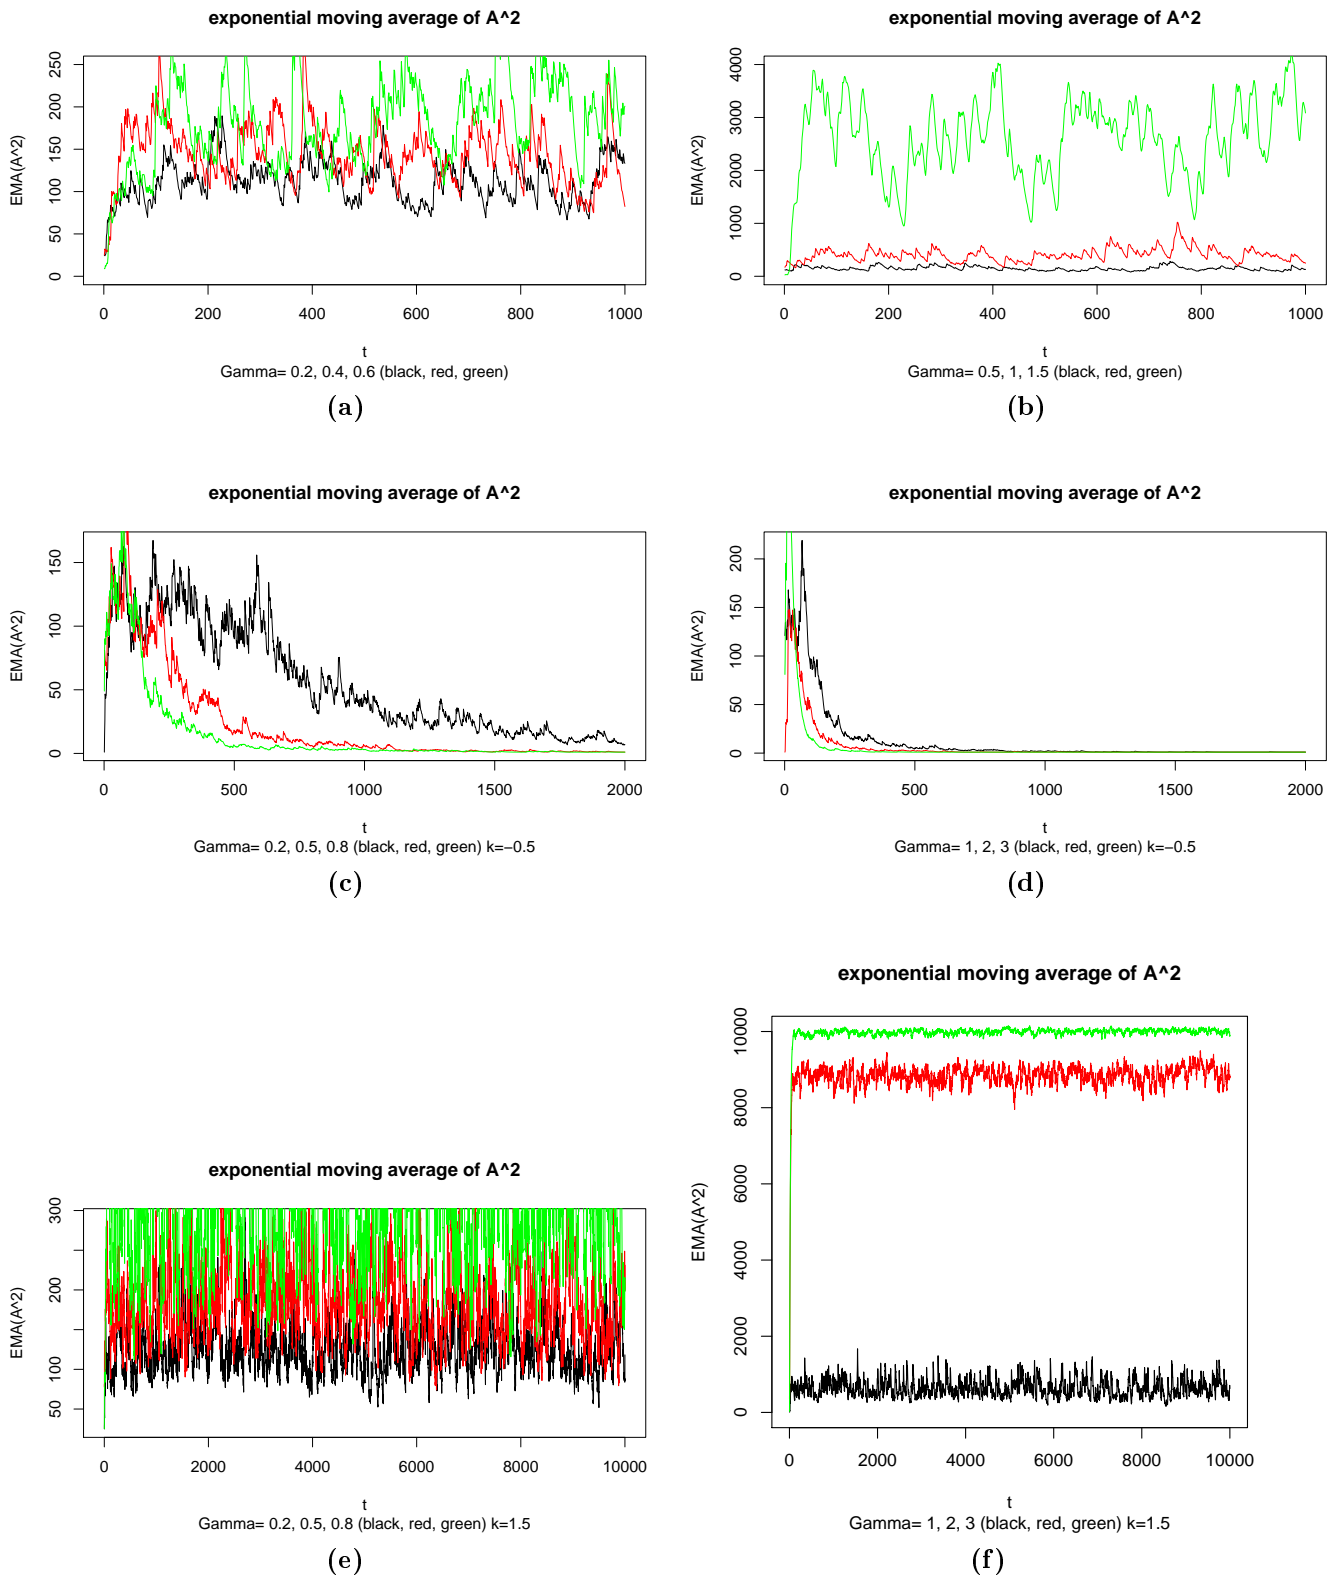 exponential moving average of A^2
EMA(A^2)
0 50 100 150 200 250
0 200 400 600 800 1000
t
Gamma= 0.2, 0.4, 0.6 (black, red, green)
(a)
exponential moving average of A^2
EMA(A^2)
0 1000 2000 3000 4000
0 200 400 600 800 1000
t
Gamma= 0.5, 1, 1.5 (black, red, green)
(b)
exponential moving average of A^2
EMA(A^2)
0 50 100 150
0 500 1000 1500 2000
t
Gamma= 0.2, 0.5, 0.8 (black, red, green) k=−0.5
(c)
exponential moving average of A^2
EMA(A^2)
0 50 100 150 200
0 500 1000 1500 2000
t
Gamma= 1, 2, 3 (black, red, green) k=−0.5
(d)
exponential moving average of A^2
EMA(A^2)
50 100 200 300
0 2000 4000 6000 8000 10000
t
Gamma= 0.2, 0.5, 0.8 (black, red, green) k=1.5
(e)
exponential moving average of A^2
EMA(A^2)
0 2000 4000 6000 8000 10000
0 2000 4000 6000 8000 10000
t
Gamma= 1, 2, 3 (black, red, green) k=1.5
(f)